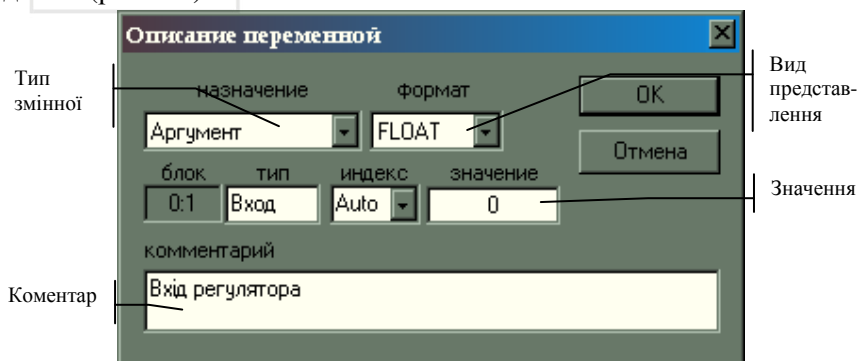 Описание переменной
Тип
змінної
назначение
формат
Вид
представ-
лення
Аргумент
FLOAT
OK
Отмена
блок
тип
индекс
значение
0:1
Вход
Auto
0
Значення
комментарий
Вхід регулятора
Коментар